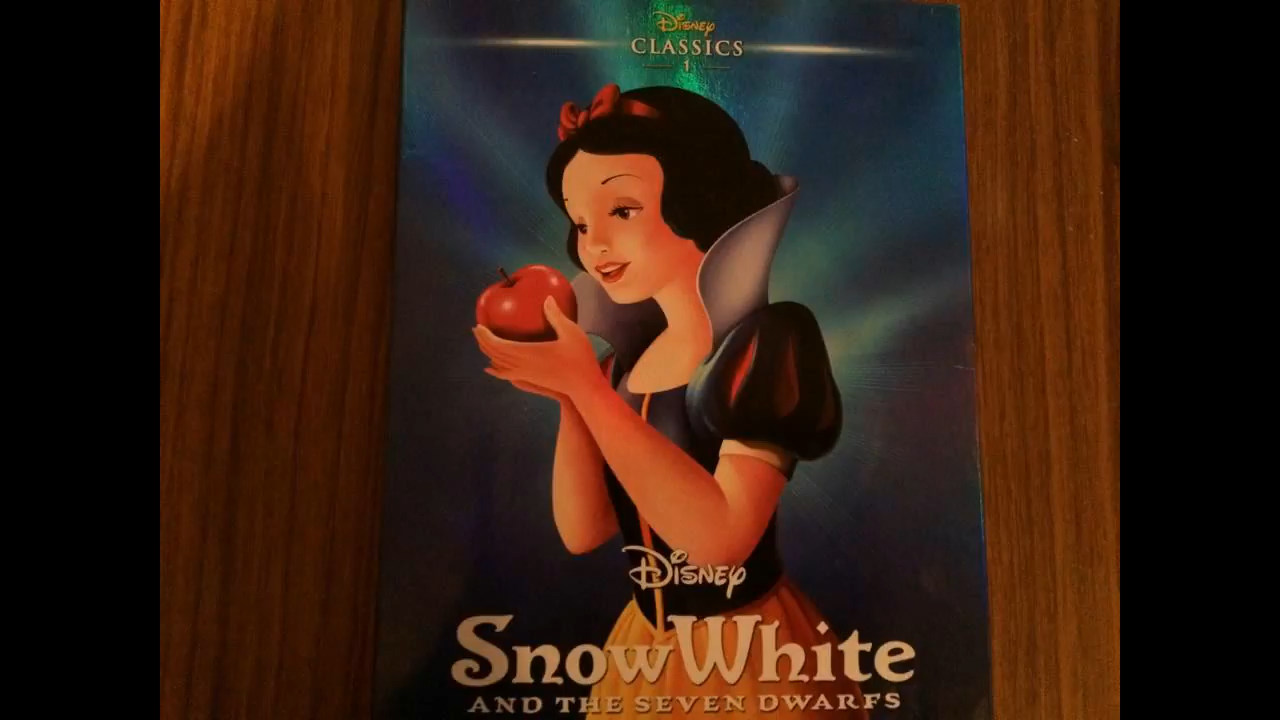 Disney
CLASSICS
1
Disney
Snow White
AND THE SEVEN DWARFS